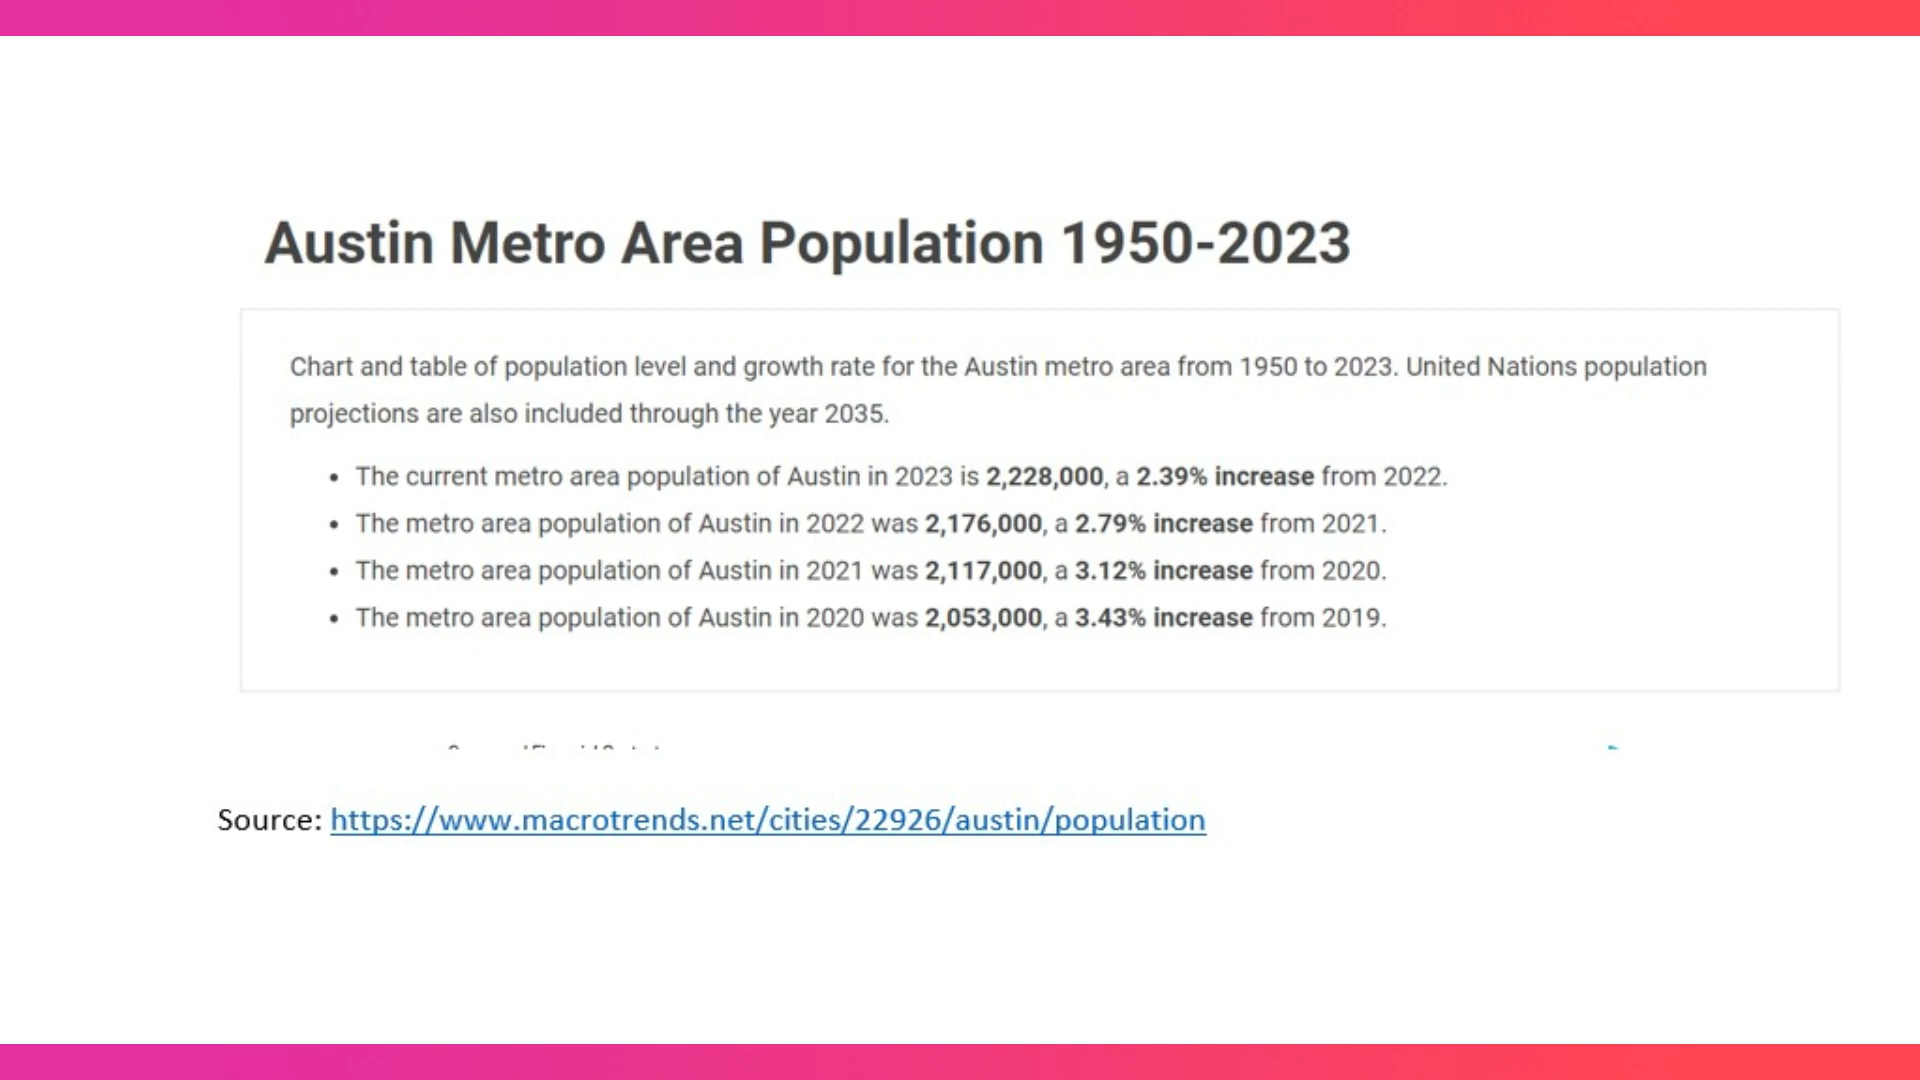 Austin Metro Area Population 1950-2023
Chart and table of population level and growth rate for the Austin metro area from 1950 to 2023. United Nations population
projections are also included through the year 2035.
• The current metro area population of Austin in 2023 is 2,228,000, a 2.39% increase from 2022.
• The metro area population of Austin in 2022 was 2,176,000, a 2.79% increase from 2021.
• The metro area population of Austin in 2021 was 2,117,000, a 3.12% increase from 2020.
• The metro area population of Austin in 2020 was 2,053,000, a 3.43% increase from 2019.
Source: https://www.macrotrends.net/cities/22926/austin/population